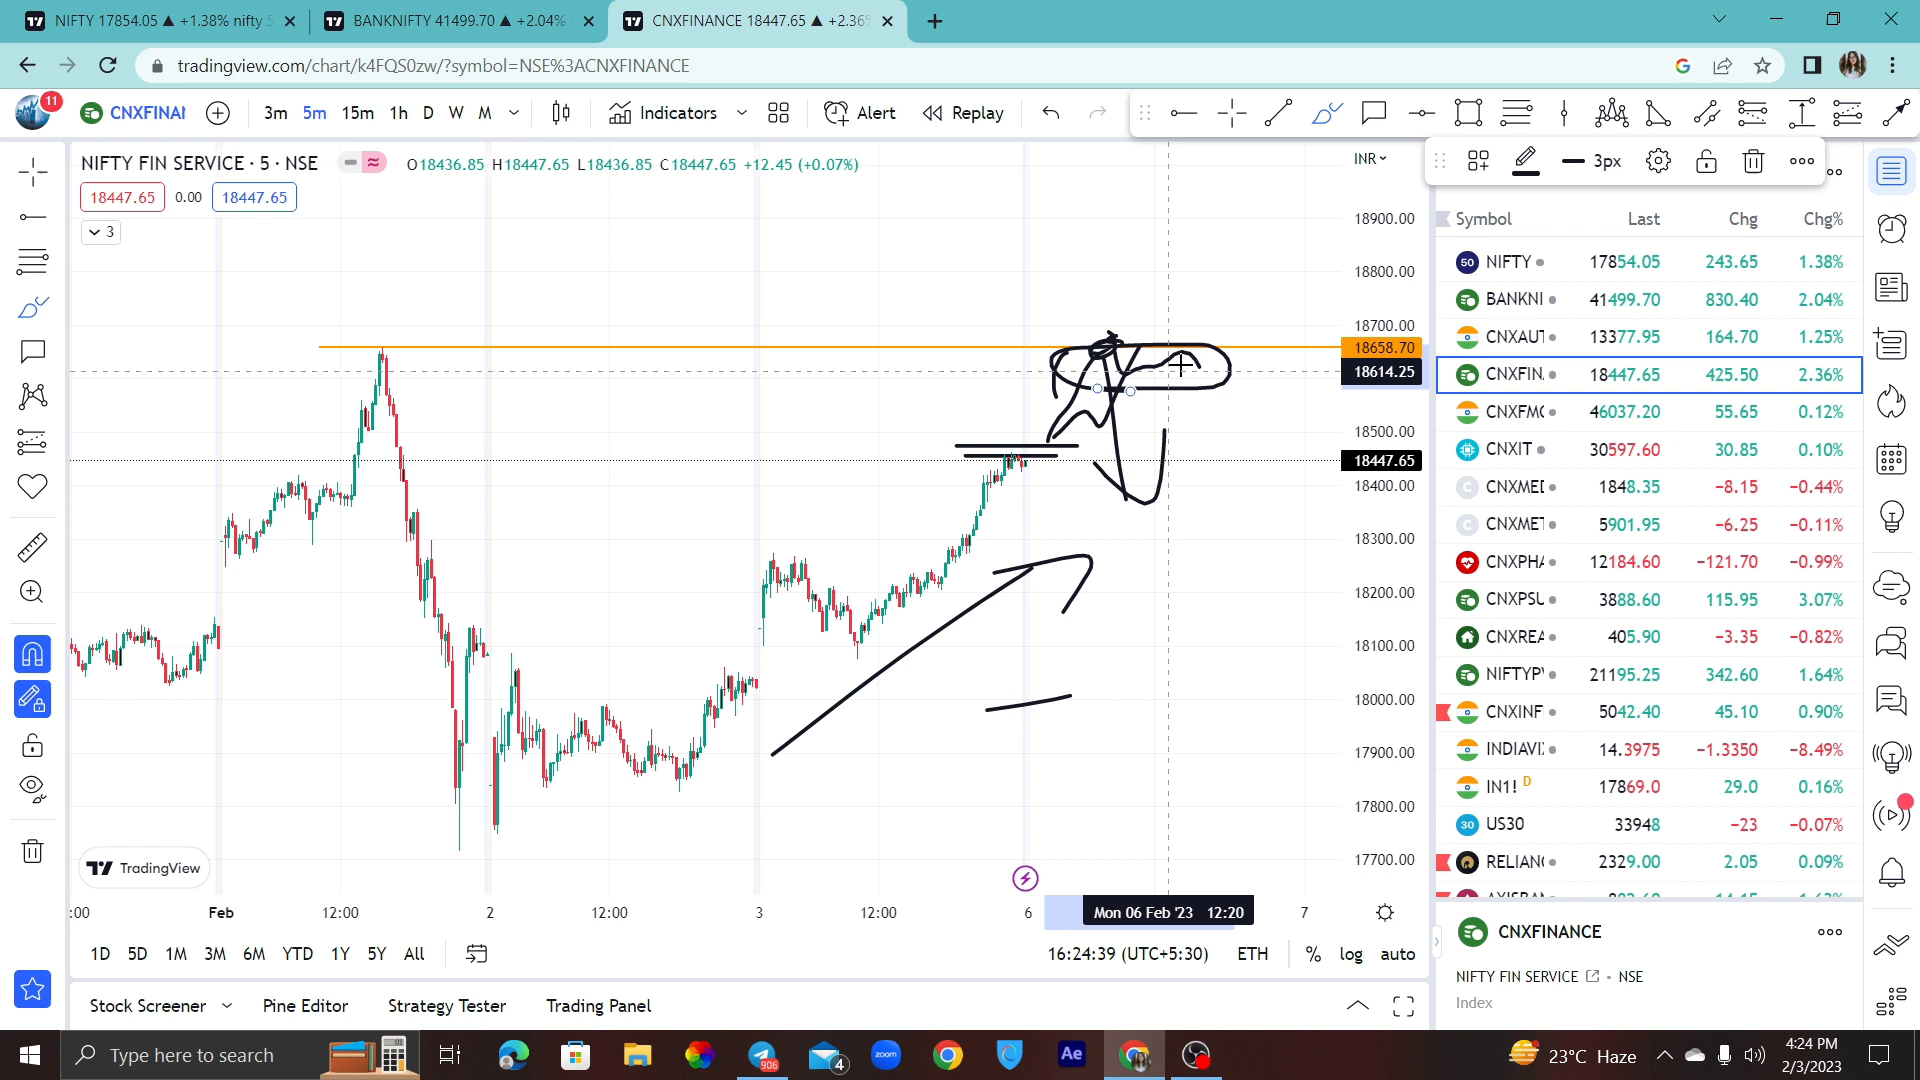 NIFTY 17854.05 ▲ +1.38% nifty
BANKNIFTY 41499.70 ▲ +2.04%
CNXFINANCE 18447.65 ▲ +2.36%
tradingview.com/chart/k4FQS0zw/?symbol=NSE%3ACNXFINANCE
11
CNXFINAI
3m 5m 15m 1h D W M
Indicators
Alert
Replay
NIFTY FIN SERVICE · 5 · NSE
O18436.85 H18447.65 L18436.85 C18447.65 +12.45 (+0.07%)
INR
3px
18447.65 0.00 18447.65
3
18900.00
18800.00
18700.00
18658.70
18614.25
18500.00
18447.65
18400.00
18300.00
18200.00
18100.00
18000.00
17900.00
17800.00
17700.00
Symbol Last Chg Chg%
50 NIFTY 17854.05 243.65 1.38%
BANKNI 41499.70 830.40 2.04%
CNXAUT 13377.95 164.70 1.25%
CNXFIN 18447.65 425.50 2.36%
CNXFMC 46037.20 55.65 0.12%
CNXIT 30597.60 30.85 0.10%
C CNXMED 1848.35 −8.15 −0.44%
C CNXMET 5901.95 −6.25 −0.11%
CNXPHA 12184.60 −121.70 −0.99%
CNXPSU 3888.60 115.95 3.07%
CNXREA 405.90 −3.35 −0.82%
NIFTYPV 21195.25 342.60 1.64%
CNXINF 5042.40 45.10 0.90%
INDIAVI 14.3975 −1.3350 −8.49%
IN1! D 17869.0 29.0 0.16%
30 US30 33948 −23 −0.07%
RELIANC 2329.00 2.05 0.09%
TradingView
:00 Feb 12:00 2 12:00 3 12:00 6 Mon 06 Feb '23 12:20 7
1D 5D 1M 3M 6M YTD 1Y 5Y All
16:24:39 (UTC+5:30) ETH % log auto
CNXFINANCE
NIFTY FIN SERVICE • NSE
Index
Stock Screener Pine Editor Strategy Tester Trading Panel
Type here to search
906
4
zoom
Ae
23°C Haze
4:24 PM
2/3/2023